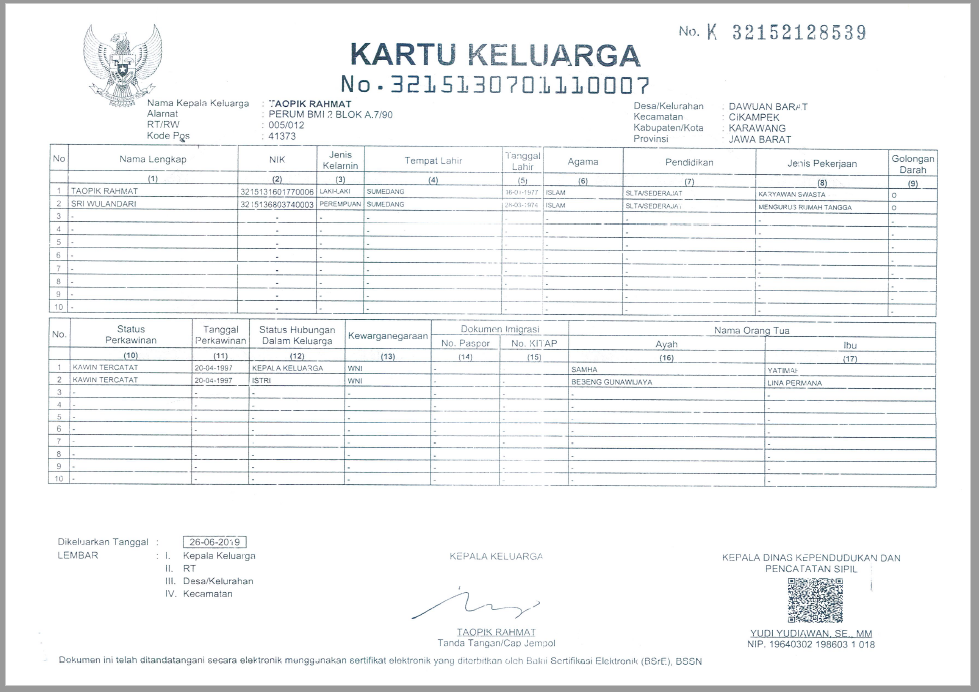 No. K 32152128539
KARTU KELUARGA
No. 3215130701110007
Nama Kepala Keluarga : TAOPIK RAHMAT
Alamat : PERUM BMI 2 BLOK A.7/90
RT/RW : 005/012
Kode Pos : 41373
Desa/Kelurahan : DAWUAN BARAT
Kecamatan : CIKAMPEK
Kabupaten/Kota : KARAWANG
Provinsi : JAWA BARAT
No Nama Lengkap NIK Jenis Kelamin Tempat Lahir Tanggal Lahir Agama Pendidikan Jenis Pekerjaan Golongan Darah
(1) (2) (3) (4) (5) (6) (7) (8) (9)
1 TAOPIK RAHMAT 3215131601770006 LAKI-LAKI SUMEDANG 16-01-1977 ISLAM SLTA/SEDERAJAT KARYAWAN SWASTA O
2 SRI WULANDARI 3215136803740003 PEREMPUAN SUMEDANG 28-03-1974 ISLAM SLTA/SEDERAJAT MENGURUS RUMAH TANGGA O
3 - - - - - - - - -
4 - - - - - - - - -
5 - - - - - - - - -
6 - - - - - - - - -
7 - - - - - - - - -
8 - - - - - - - - -
9 - - - - - - - - -
10 - - - - - - - - -
No. Status Perkawinan Tanggal Perkawinan Status Hubungan Dalam Keluarga Kewarganegaraan Dokumen Imigrasi Nama Orang Tua
No. Paspor No. KITAP Ayah Ibu
(10) (11) (12) (13) (14) (15) (16) (17)
1 KAWIN TERCATAT 20-04-1997 KEPALA KELUARGA WNI - - SAMHA YATIMAH
2 KAWIN TERCATAT 20-04-1997 ISTRI WNI - - BEBENG GUNAWIJAYA LINA PERMANA
3 - - - - - - - -
4 - - - - - - - -
5 - - - - - - - -
6 - - - - - - - -
7 - - - - - - - -
8 - - - - - - - -
9 - - - - - - - -
10 - - - - - - - -
Dikeluarkan Tanggal : 26-06-2019
LEMBAR : I. Kepala Keluarga
II. RT
III. Desa/Kelurahan
IV. Kecamatan
KEPALA KELUARGA
TAOPIK RAHMAT
Tanda Tangan/Cap Jempol
KEPALA DINAS KEPENDUDUKAN DAN
PENCATATAN SIPIL
YUDI YUDIAWAN, SE., MM
NIP. 19640302 198603 1 018
Dokumen ini telah ditandatangani secara elektronik menggunakan sertifikat elektronik yang diterbitkan oleh Balai Sertifikasi Elektronik (BSrE), BSSN